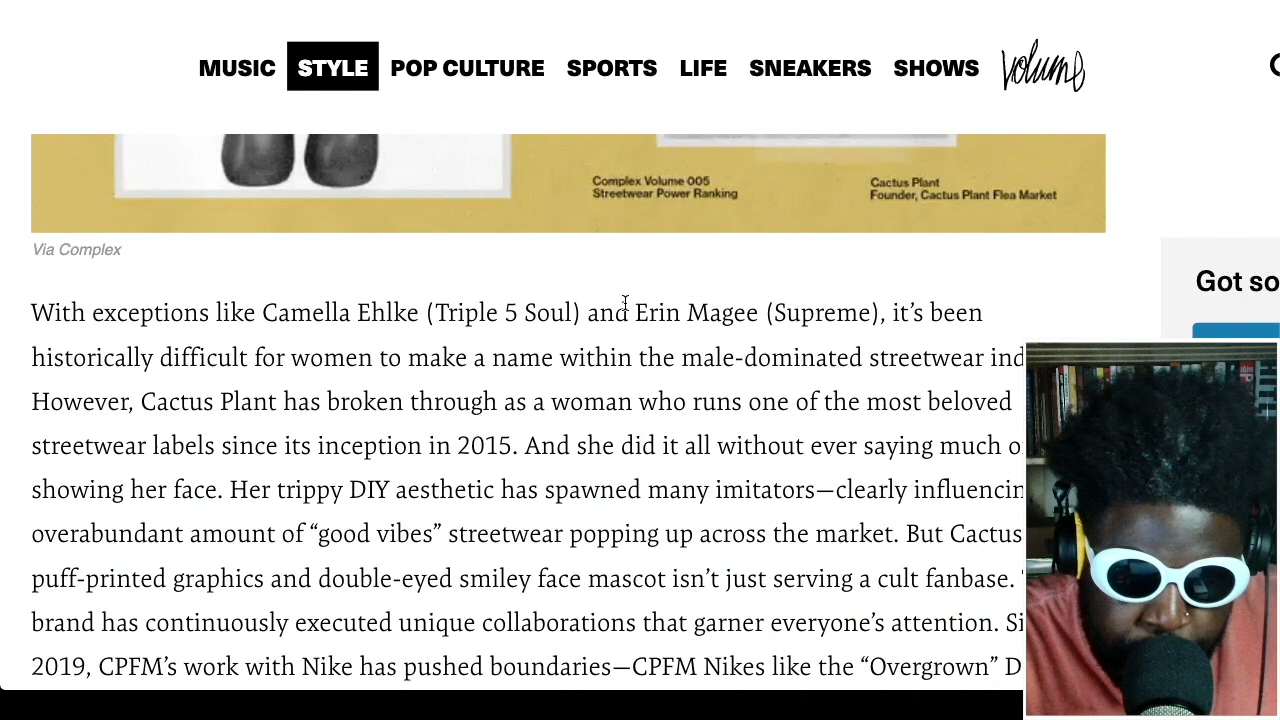 MUSIC STYLE POP CULTURE SPORTS LIFE SNEAKERS SHOWS Volume
Complex Volume 005
Streetwear Power Ranking
Cactus Plant
Founder, Cactus Plant Flea Market
Via Complex
Got so
With exceptions like Camella Ehlke (Triple 5 Soul) and Erin Magee (Supreme), it’s been
historically difficult for women to make a name within the male-dominated streetwear ind
However, Cactus Plant has broken through as a woman who runs one of the most beloved
streetwear labels since its inception in 2015. And she did it all without ever saying much o
showing her face. Her trippy DIY aesthetic has spawned many imitators—clearly influencin
overabundant amount of “good vibes” streetwear popping up across the market. But Cactus
puff-printed graphics and double-eyed smiley face mascot isn’t just serving a cult fanbase.
brand has continuously executed unique collaborations that garner everyone’s attention. Si
2019, CPFM’s work with Nike has pushed boundaries—CPFM Nikes like the “Overgrown” D